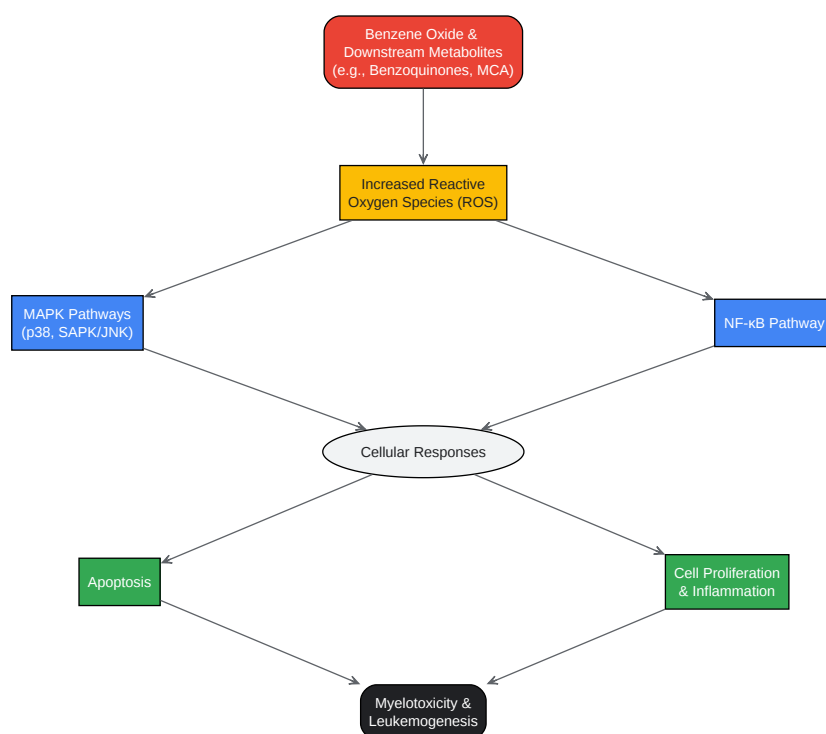 Benzene Oxide &
Downstream Metabolites
(e.g., Benzoquinones, MCA)
Increased Reactive
Oxygen Species (ROS)
MAPK Pathways
(p38, SAPK/JNK)
NF-κB Pathway
Cellular Responses
Apoptosis
Cell Proliferation
& Inflammation
Myelotoxicity &
Leukemogenesis